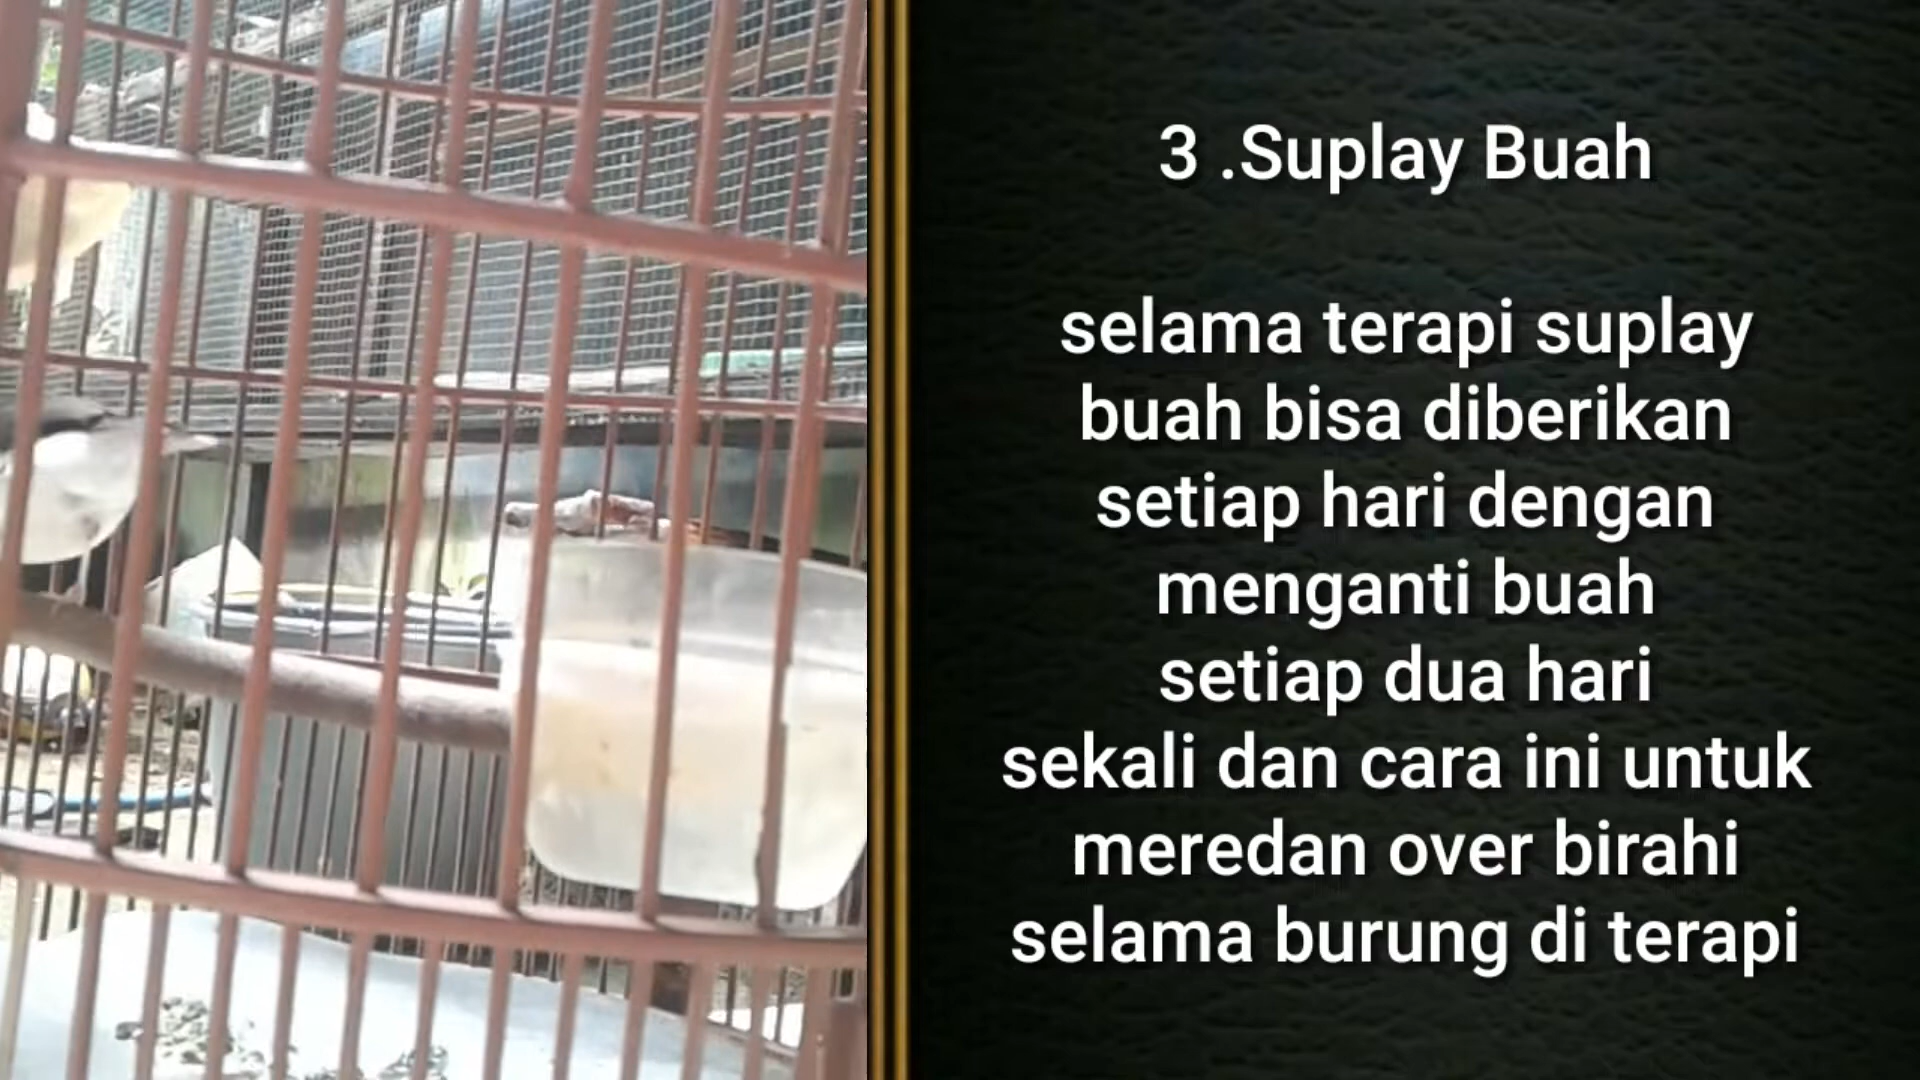 3 .Suplay Buah
selama terapi suplay
buah bisa diberikan
setiap hari dengan
menganti buah
setiap dua hari
sekali dan cara ini untuk
meredan over birahi
selama burung di terapi